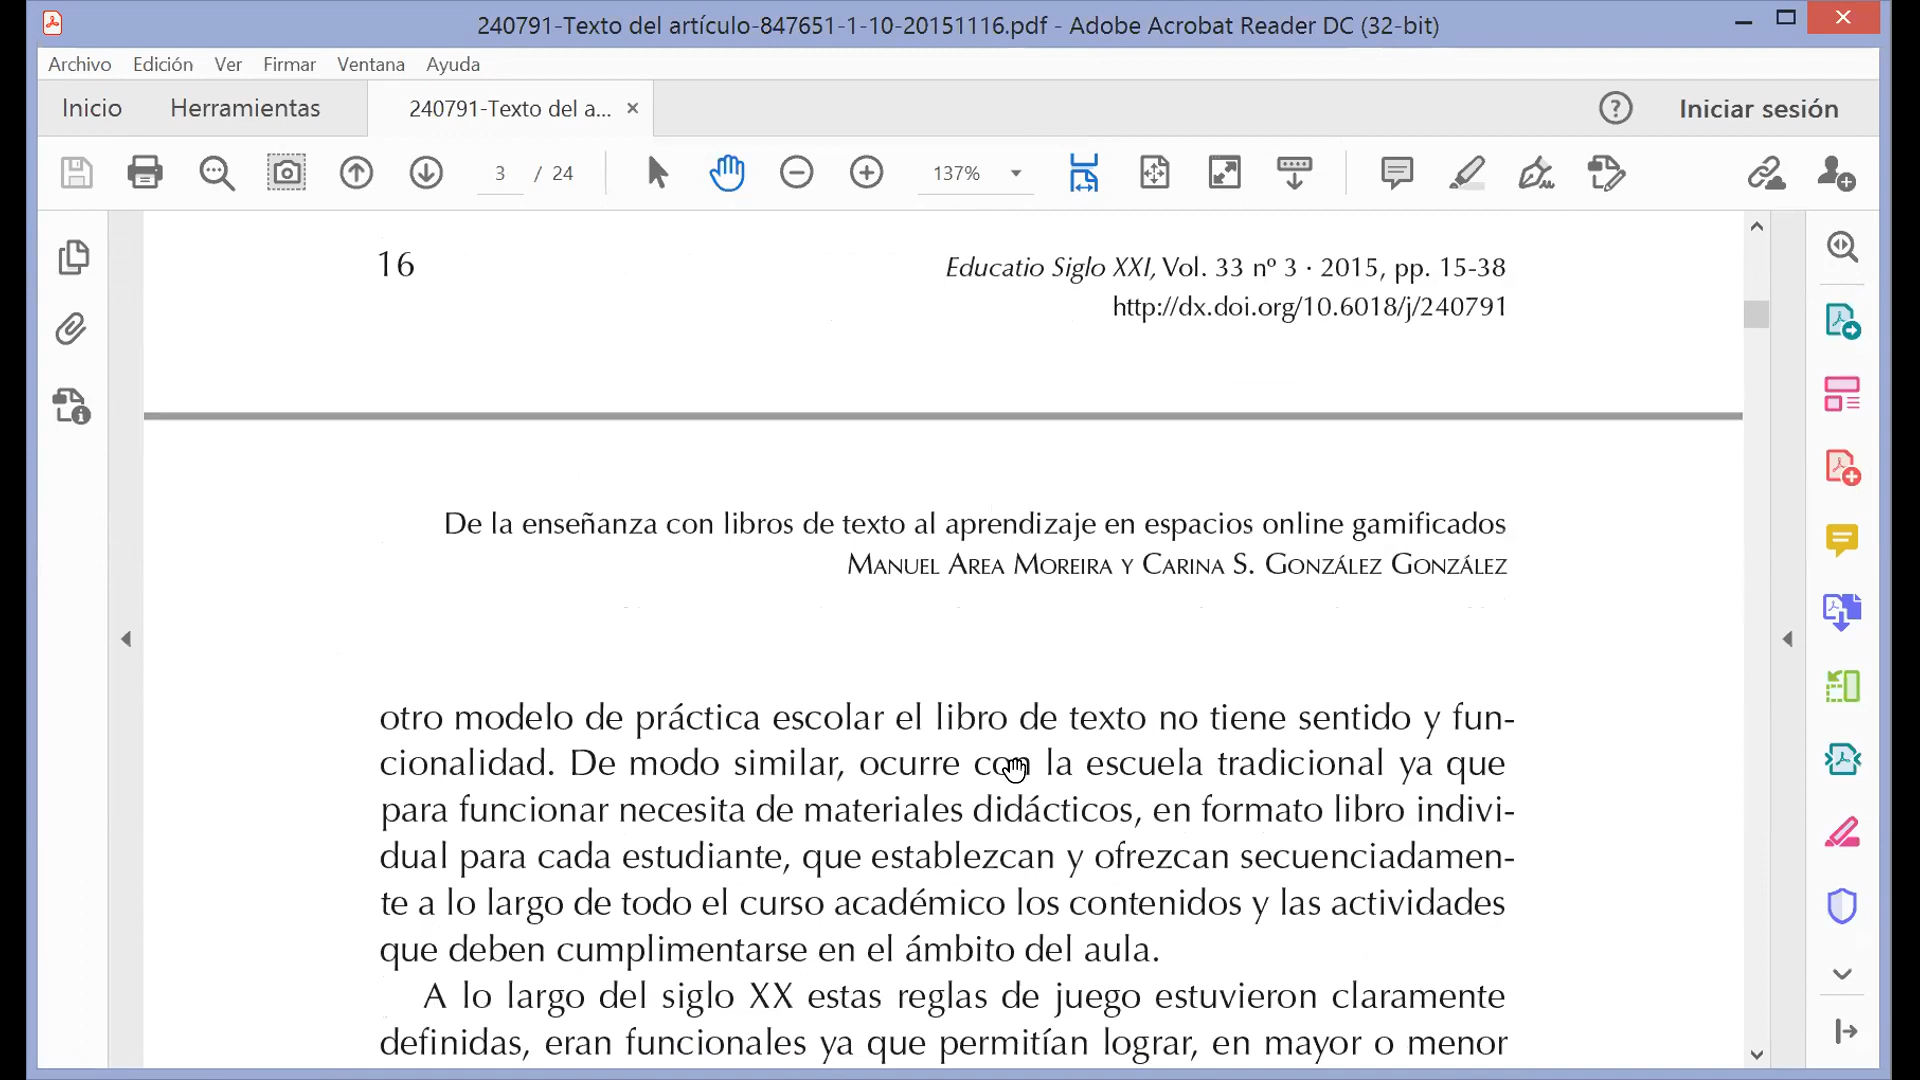 240791-Texto del artículo-847651-1-10-20151116.pdf - Adobe Acrobat Reader DC (32-bit)
Archivo Edición Ver Firmar Ventana Ayuda
Inicio Herramientas 240791-Texto del a... Iniciar sesión
3 / 24 137%
16 Educatio Siglo XXI, Vol. 33 nº 3 · 2015, pp. 15-38
http://dx.doi.org/10.6018/j/240791
De la enseñanza con libros de texto al aprendizaje en espacios online gamificados
Manuel Area Moreira y Carina S. González González
otro modelo de práctica escolar el libro de texto no tiene sentido y fun-
cionalidad. De modo similar, ocurre con la escuela tradicional ya que
para funcionar necesita de materiales didácticos, en formato libro indivi-
dual para cada estudiante, que establezcan y ofrezcan secuenciadamen-
te a lo largo de todo el curso académico los contenidos y las actividades
que deben cumplimentarse en el ámbito del aula.
A lo largo del siglo XX estas reglas de juego estuvieron claramente
definidas, eran funcionales ya que permitían lograr, en mayor o menor